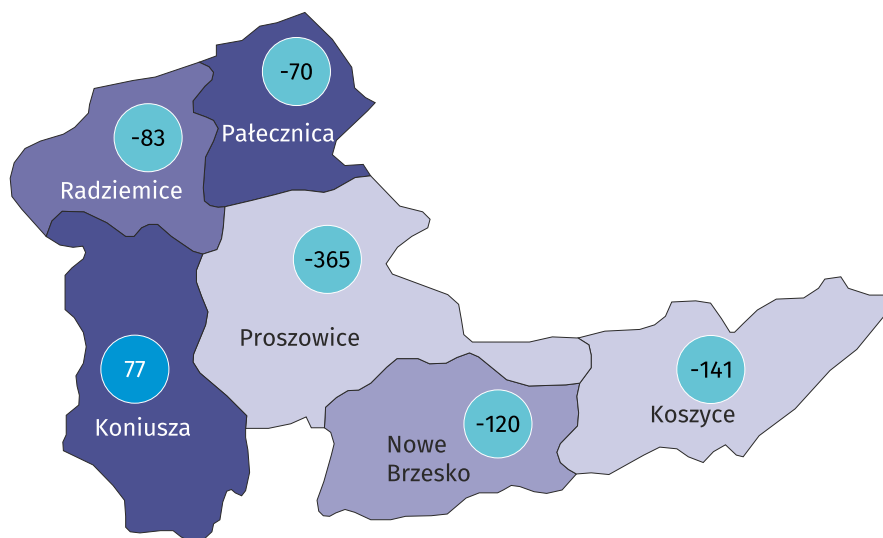 -70
Pałecznica
-83
Radziemice
-365
Proszowice
77
Koniusza
-141
Koszyce
-120
Nowe
Brzesko